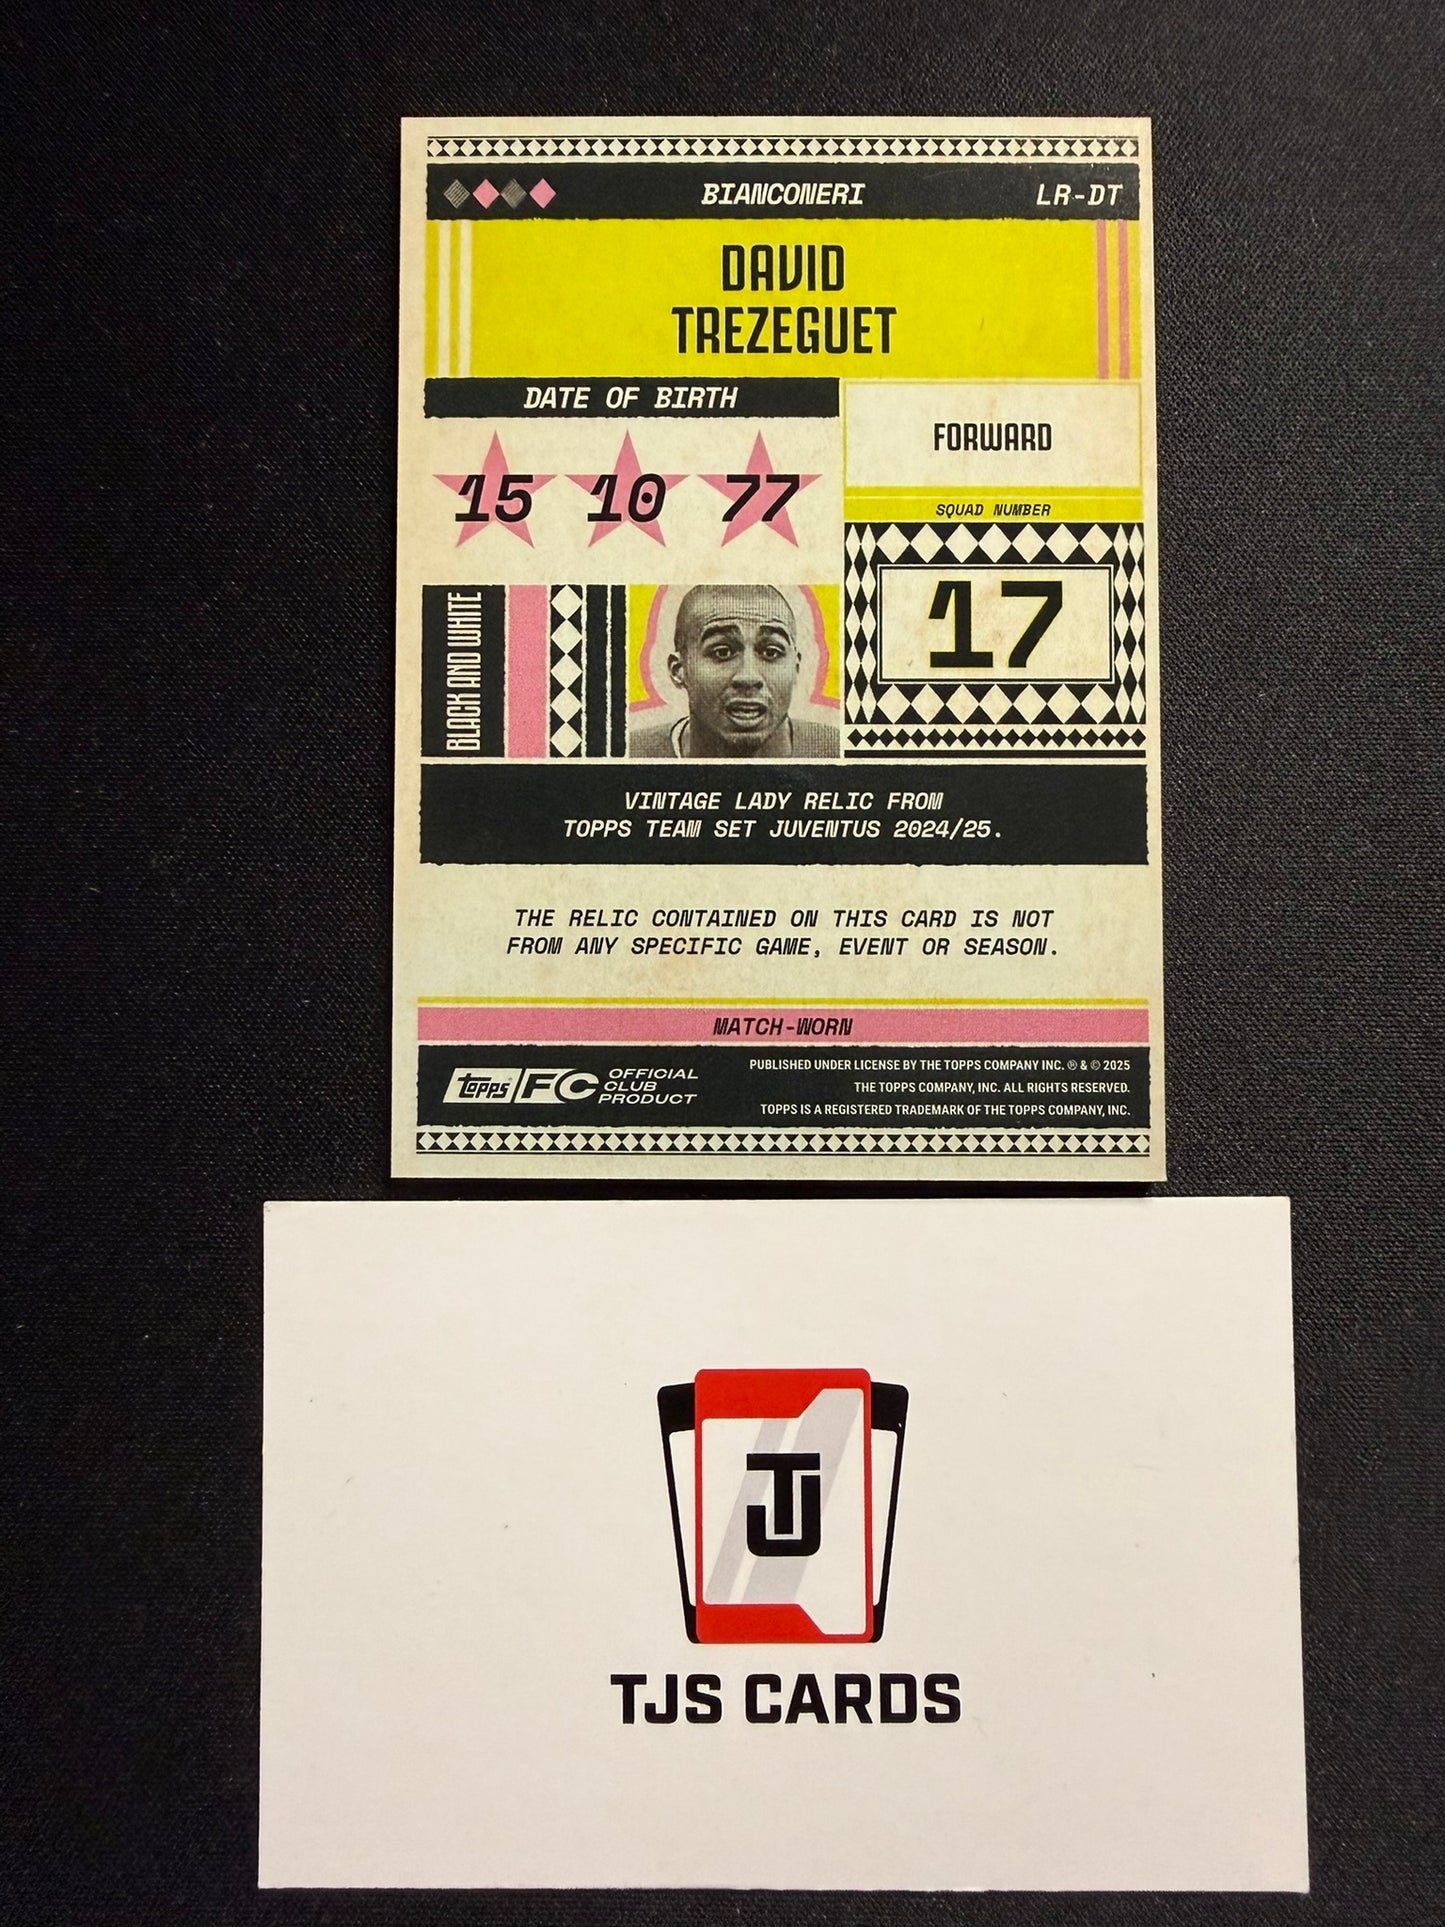 BIANCONERI
LR-DT
DAVID
TREZEGUET
DATE OF BIRTH
15 10 77
FORWARD
SQUAD NUMBER
17
BLACK AND WHITE
VINTAGE LADY RELIC FROM
TOPPS TEAM SET JUVENTUS 2024/25.
THE RELIC CONTAINED ON THIS CARD IS NOT
FROM ANY SPECIFIC GAME, EVENT OR SEASON.
MATCH-WORN
topps FC
OFFICIAL
CLUB
PRODUCT
PUBLISHED UNDER LICENSE BY THE TOPPS COMPANY INC. ® & © 2025
THE TOPPS COMPANY, INC. ALL RIGHTS RESERVED.
TOPPS IS A REGISTERED TRADEMARK OF THE TOPPS COMPANY, INC.
TJ
TJS CARDS